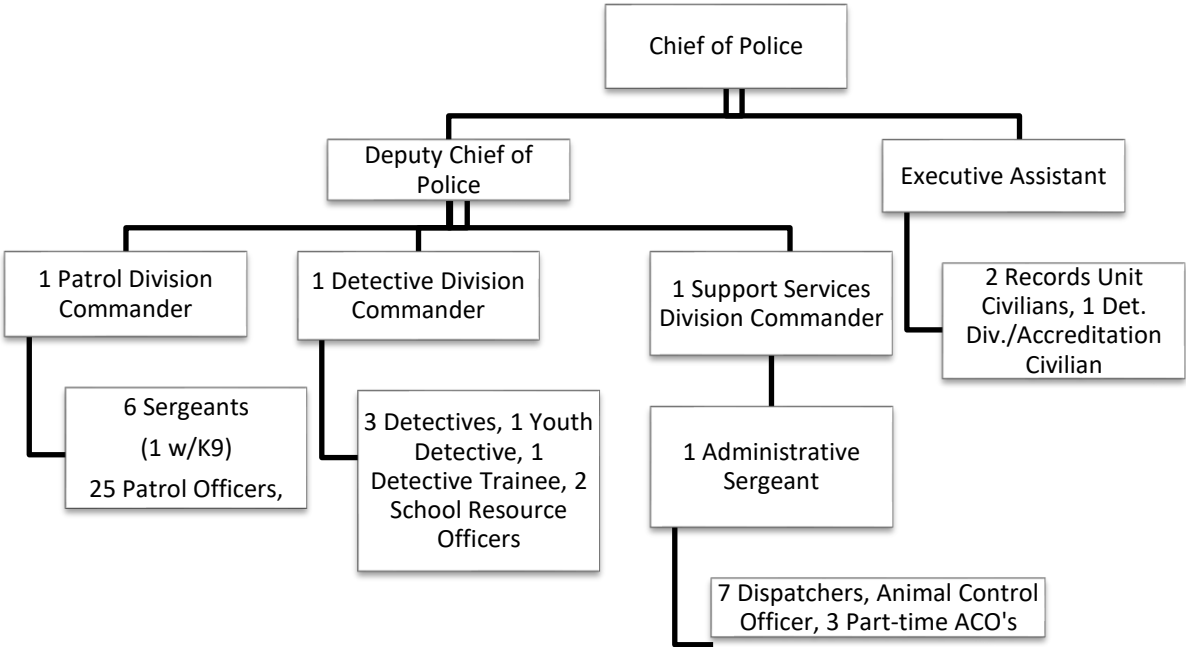 Chief of Police
Deputy Chief of
Police
Executive Assistant
1 Patrol Division
Commander
1 Detective Division
Commander
1 Support Services
Division Commander
2 Records Unit
Civilians, 1 Det.
Div./Accreditation
Civilian
6 Sergeants
(1 w/K9)
25 Patrol Officers,
3 Detectives, 1 Youth
Detective, 1
Detective Trainee, 2
School Resource
Officers
1 Administrative
Sergeant
7 Dispatchers, Animal Control
Officer, 3 Part-time ACO's